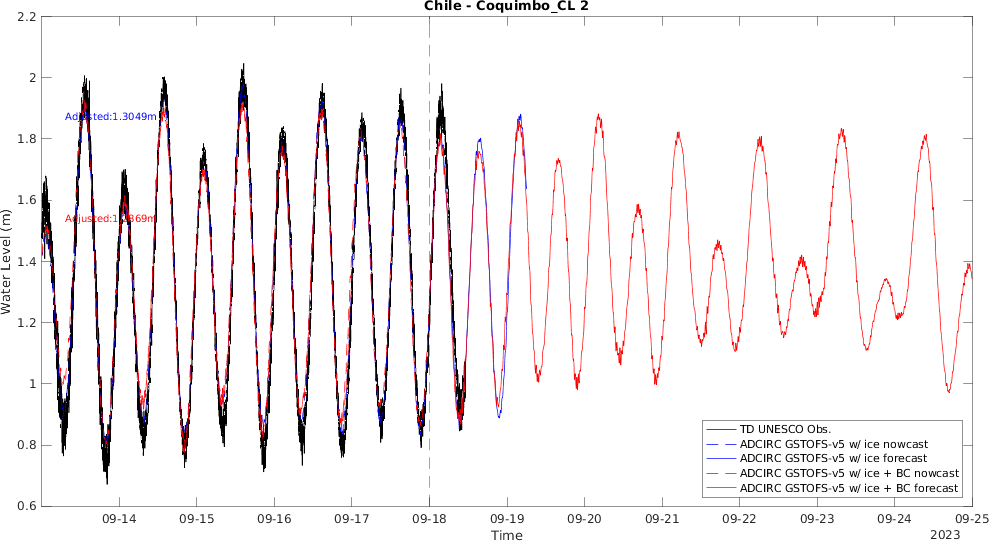 Chile - Coquimbo_CL 2
2.2
2
1.8
1.6
1.4
1.2
1
0.8
0.6
Water Level (m)
Adjusted:1.3049m
TD UNESCO Obs.
ADCIRC GSTOFS-v5 w/ ice nowcast
ADCIRC GSTOFS-v5 w/ ice forecast
ADCIRC GSTOFS-v5 w/ ice + BC nowcast
ADCIRC GSTOFS-v5 w/ ice + BC forecast
09-14 09-15 09-16 09-17 09-18 09-19 09-20 09-21 09-22 09-23 09-24 09-25
Time
2023